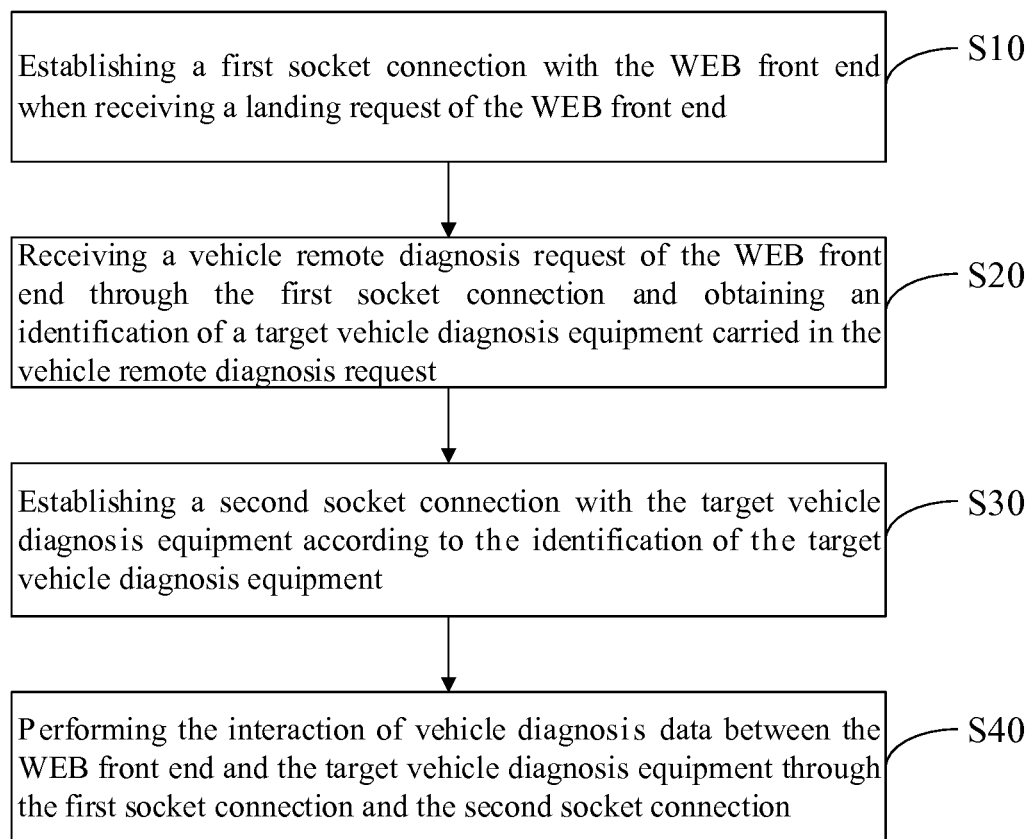 Establishing a first socket connection with the WEB front end
when receiving a landing request of the WEB front end
S10
Receiving a vehicle remote diagnosis request of the WEB front
end through the first socket connection and obtaining an
identification of a target vehicle diagnosis equipment carried in the
vehicle remote diagnosis request
S20
Establishing a second socket connection with the target vehicle
diagnosis equipment according to the identification of the target
vehicle diagnosis equipment
S30
Performing the interaction of vehicle diagnosis data between the
WEB front end and the target vehicle diagnosis equipment through
the first socket connection and the second socket connection
S40